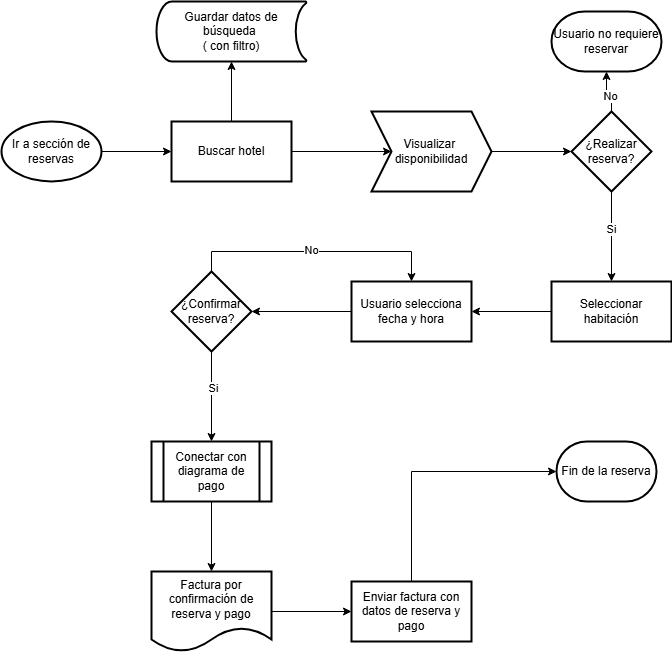 Guardar datos de
búsqueda
( con filtro)
Usuario no requiere
reservar
No
Ir a sección de
reservas
Buscar hotel
Visualizar
disponibilidad
¿Realizar
reserva?
Si
No
¿Confirmar
reserva?
Usuario selecciona
fecha y hora
Seleccionar
habitación
Si
Conectar con
diagrama de
pago
Fin de la reserva
Factura por
confirmación de
reserva y pago
Enviar factura con
datos de reserva y
pago